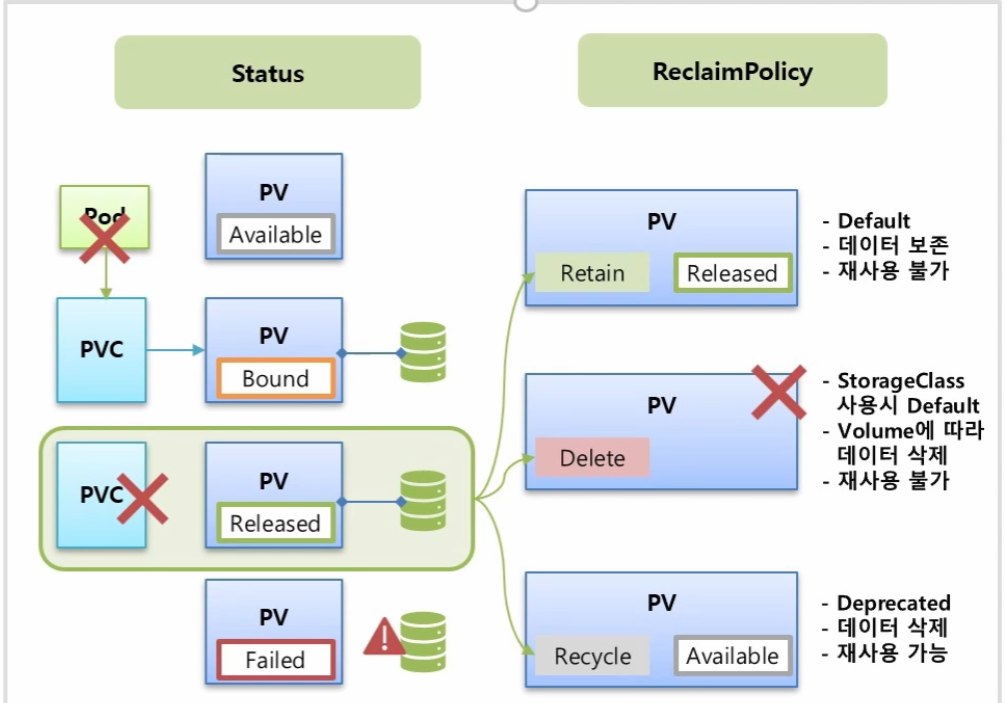 Status
ReclaimPolicy
Pod
PV
Available
PVC
PV
Bound
PVC
PV
Released
PV
Failed
PV
Retain
Released
- Default
- 데이터 보존
- 재사용 불가
PV
Delete
- StorageClass
사용시 Default
- Volume에 따라
데이터 삭제
- 재사용 불가
PV
Recycle
Available
- Deprecated
- 데이터 삭제
- 재사용 가능